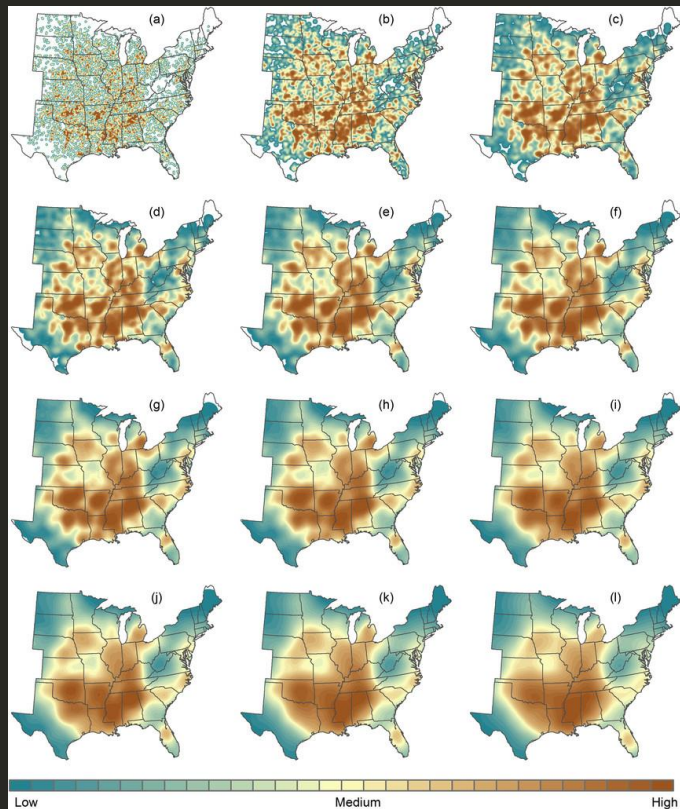 (a) (b) (c)
(d) (e) (f)
(g) (h) (i)
(j) (k) (l)
Low Medium High